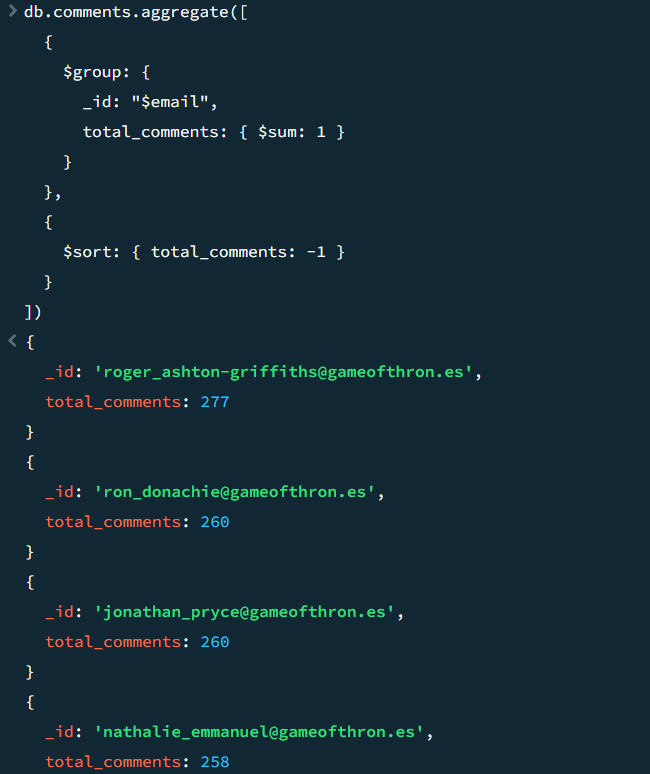 > db.comments.aggregate([
  {
    $group: {
      _id: "$email",
      total_comments: { $sum: 1 }
    }
  },
  {
    $sort: { total_comments: -1 }
  }
])
< {
  _id: 'roger_ashton-griffiths@gameofthron.es',
  total_comments: 277
}
{
  _id: 'ron_donachie@gameofthron.es',
  total_comments: 260
}
{
  _id: 'jonathan_pryce@gameofthron.es',
  total_comments: 260
}
{
  _id: 'nathalie_emmanuel@gameofthron.es',
  total_comments: 258